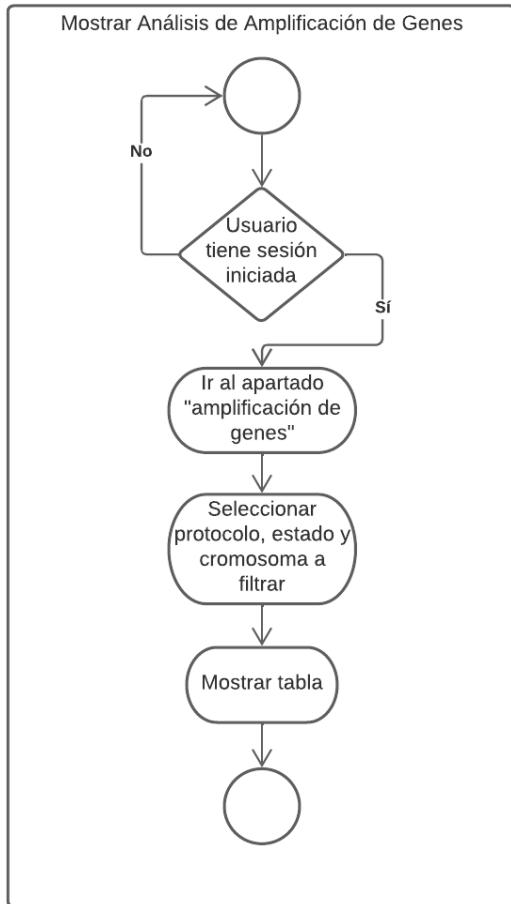 Mostrar Análisis de Amplificación de Genes
No
Usuario
tiene sesión
iniciada
Sí
Ir al apartado
"amplificación de
genes"
Seleccionar
protocolo, estado y
cromosoma a
filtrar
Mostrar tabla